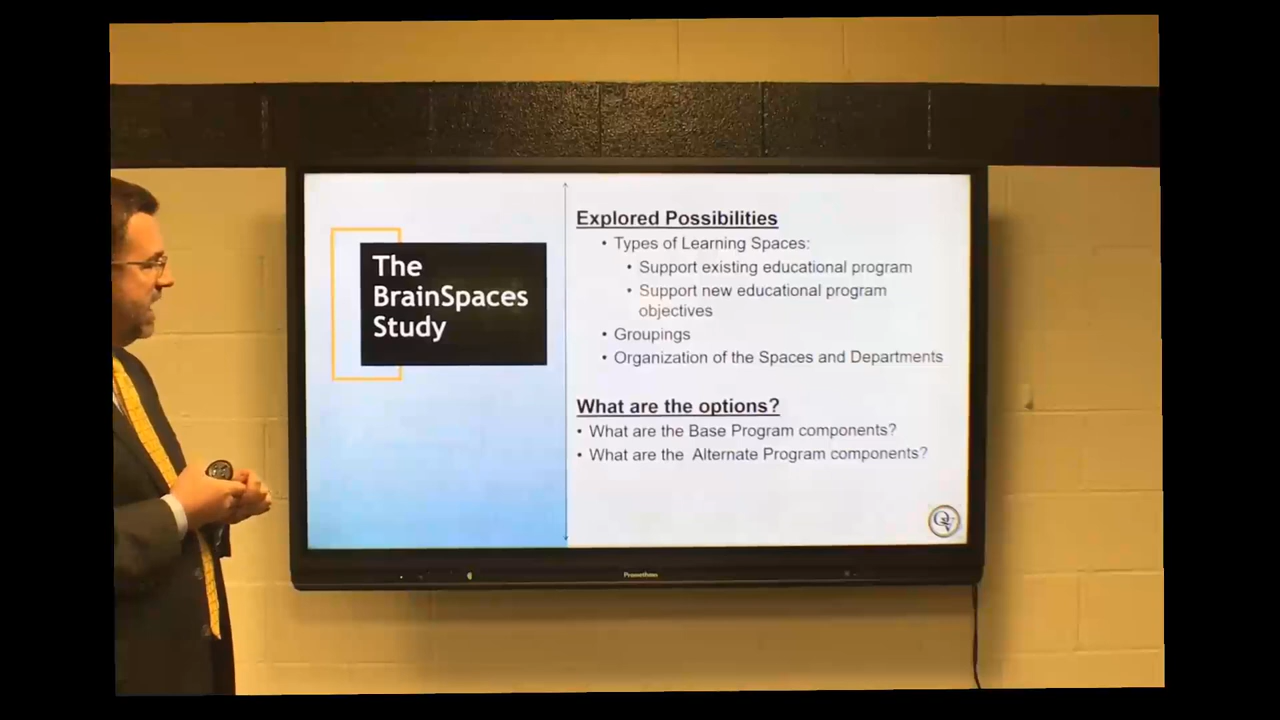 The
BrainSpaces
Study
Explored Possibilities
• Types of Learning Spaces:
• Support existing educational program
• Support new educational program
objectives
• Groupings
• Organization of the Spaces and Departments
What are the options?
• What are the Base Program components?
• What are the Alternate Program components?
QV
Promethean